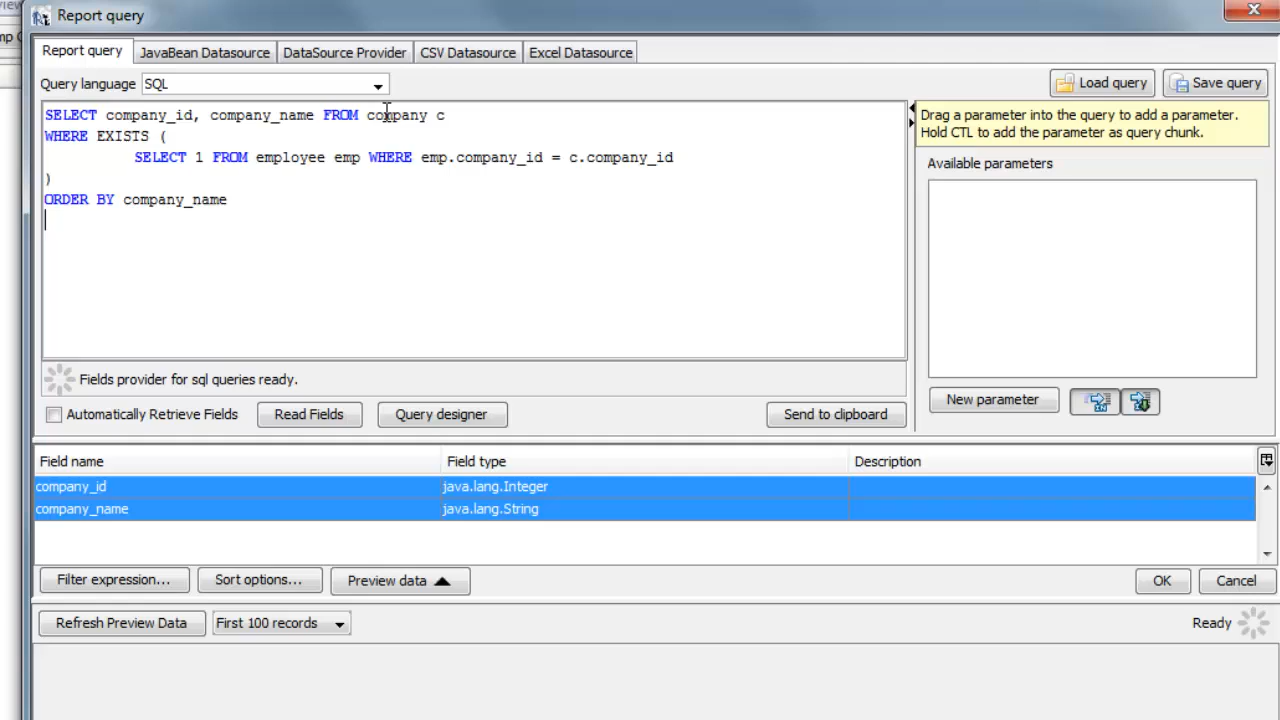 Report query
Report query JavaBean Datasource DataSource Provider CSV Datasource Excel Datasource
Query language SQL Load query Save query
SELECT company_id, company_name FROM company c
WHERE EXISTS (
SELECT 1 FROM employee emp WHERE emp.company_id = c.company_id
)
ORDER BY company_name
Drag a parameter into the query to add a parameter.
Hold CTL to add the parameter as query chunk.
Available parameters
Fields provider for sql queries ready.
New parameter
Automatically Retrieve Fields Read Fields Query designer Send to clipboard
Field name Field type Description
company_id java.lang.Integer
company_name java.lang.String
Filter expression... Sort options... Preview data OK Cancel
Refresh Preview Data First 100 records Ready